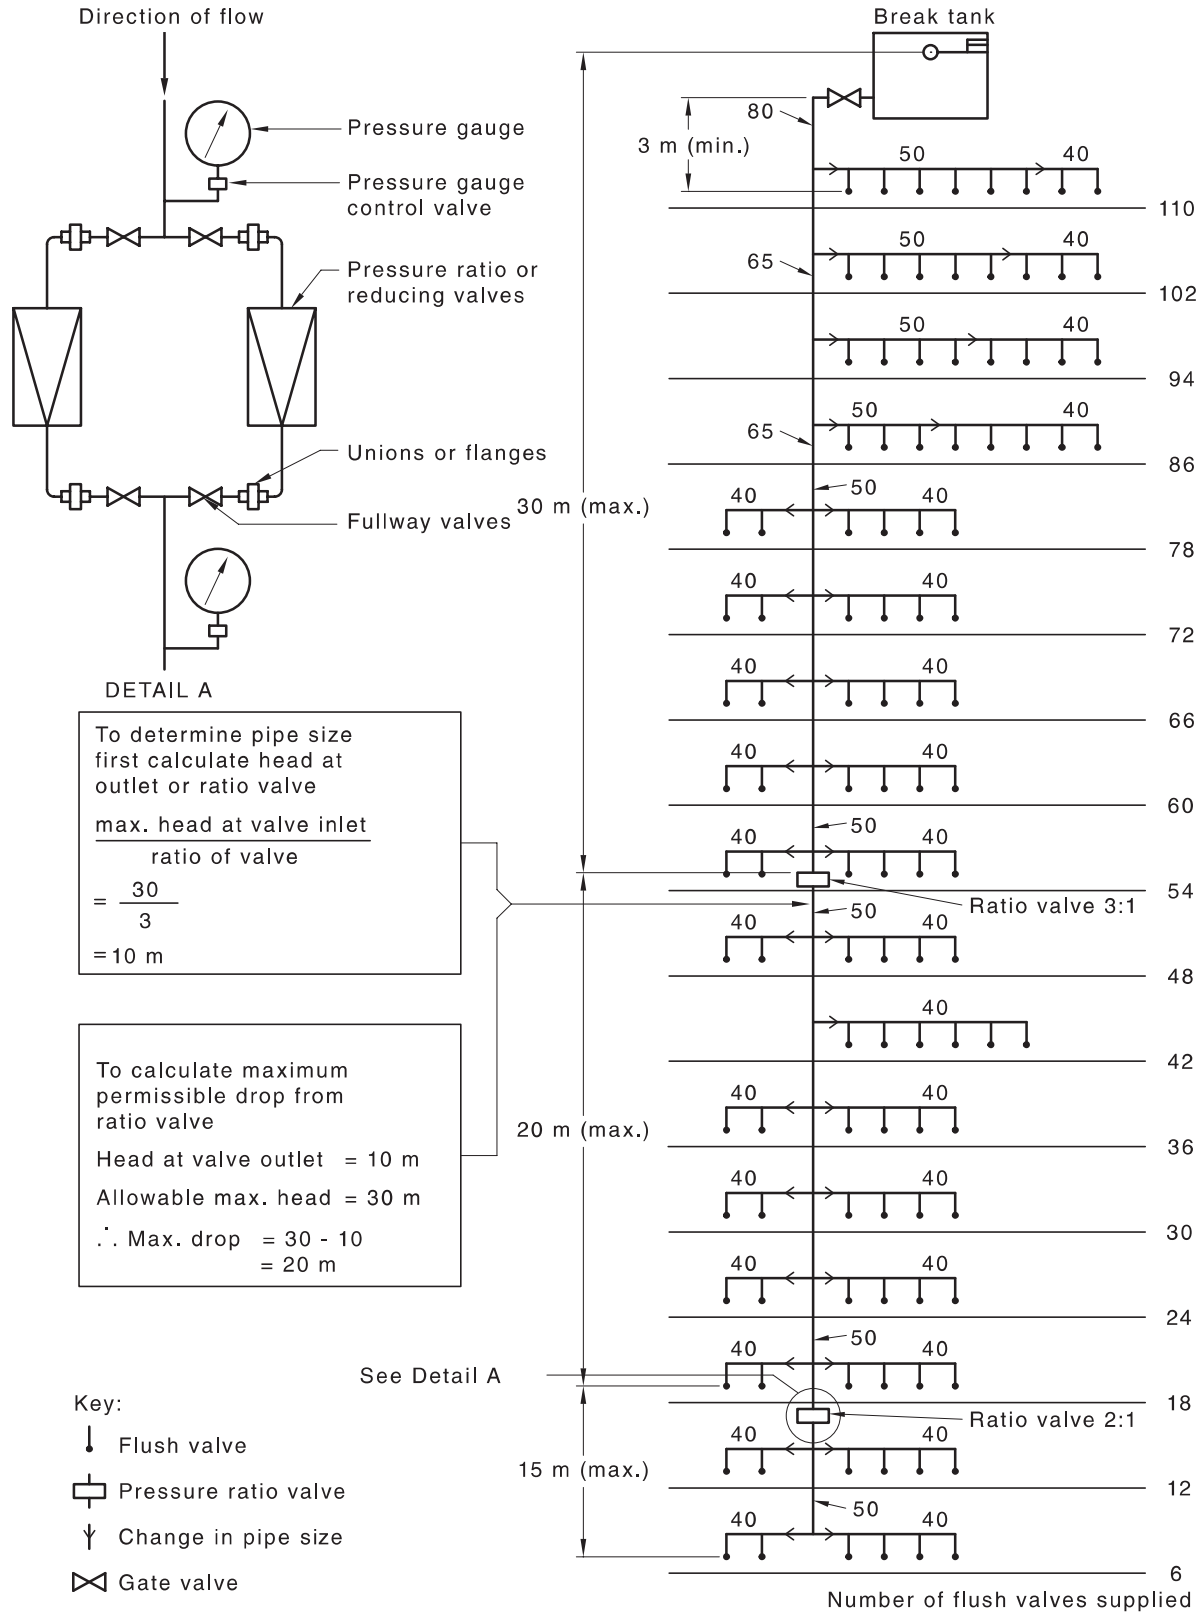 Direction of flow
Pressure gauge
Pressure gauge
control valve
Pressure ratio or
reducing valves
Unions or flanges
Fullway valves
DETAIL A
To determine pipe size
first calculate head at
outlet or ratio valve
max. head at valve inlet
ratio of valve
= 30
3
= 10 m
To calculate maximum
permissible drop from
ratio valve
Head at valve outlet = 10 m
Allowable max. head = 30 m
∴ Max. drop = 30 - 10
= 20 m
See Detail A
Key:
Flush valve
Pressure ratio valve
Change in pipe size
Gate valve
Break tank
80
3 m (min.)
50 40
110
65
50 40
102
50 40
94
65
50 40
86
30 m (max.)
50
40 40
78
40 40
72
40 40
66
40 40
60
50
40 40
54
Ratio valve 3:1
50
40 40
48
40
42
20 m (max.)
40 40
36
40 40
30
40 40
24
50
40 40
18
Ratio valve 2:1
15 m (max.)
40 40
12
50
40 40
6
Number of flush valves supplied